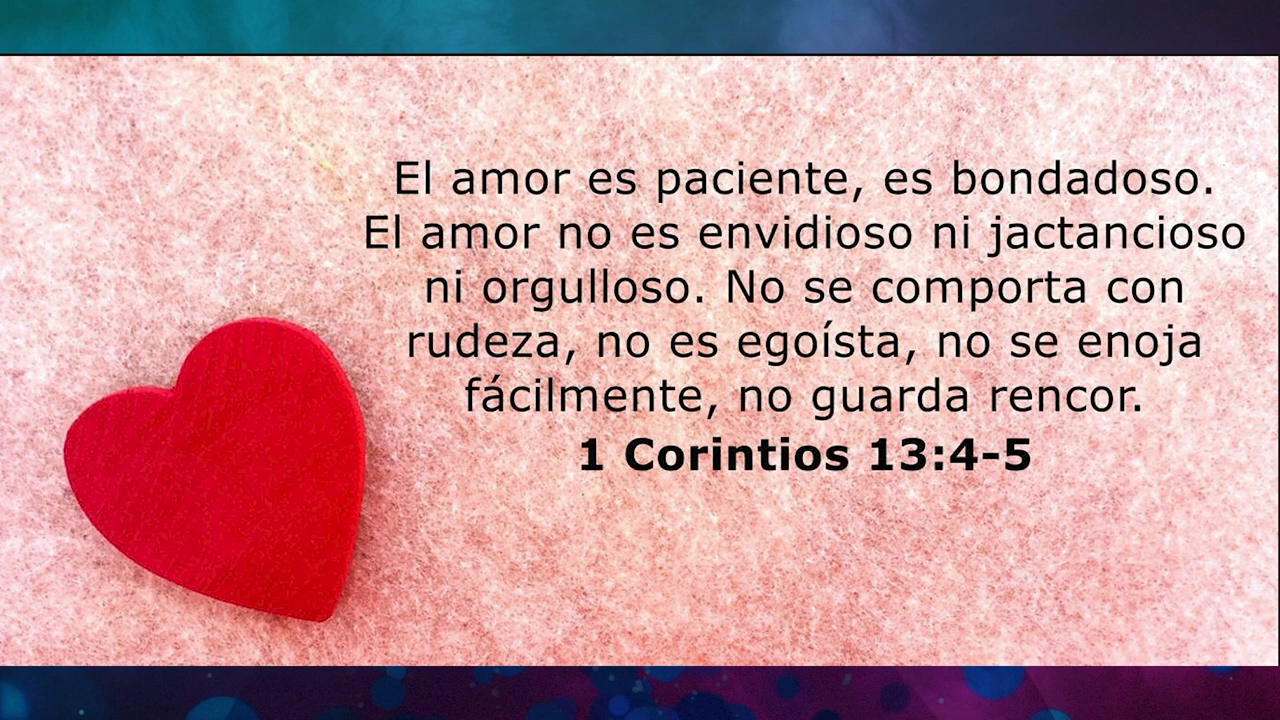 El amor es paciente, es bondadoso.
El amor no es envidioso ni jactancioso
ni orgulloso. No se comporta con
rudeza, no es egoísta, no se enoja
fácilmente, no guarda rencor.
1 Corintios 13:4-5